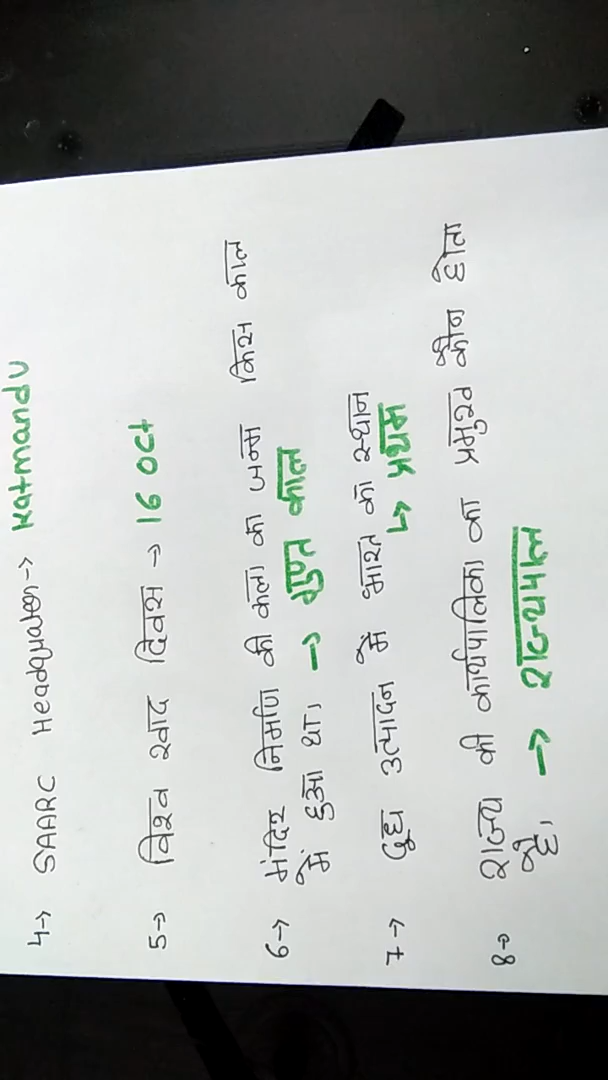 4→ SAARC Headquater→ Katmandu
5→ विश्व खाद दिवस → 16 Oct
6→ मंदिर निर्माण की कला का जन्म किस काल
में हुआ था। → गुप्त काल
7→ दुध उत्पादन में भारत का स्थान
↳ प्रथम
8→ राज्य की कार्यपालिका का प्रमुख कौन होता
है। → राज्यपाल